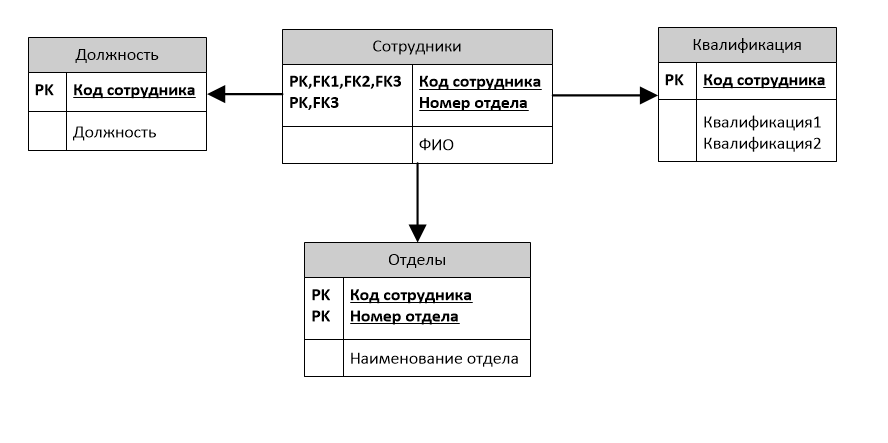 Должность
PK Код сотрудника
Должность
Сотрудники
PK,FK1,FK2,FK3 Код сотрудника
PK,FK3 Номер отдела
ФИО
Квалификация
PK Код сотрудника
Квалификация1
Квалификация2
Отделы
PK Код сотрудника
PK Номер отдела
Наименование отдела